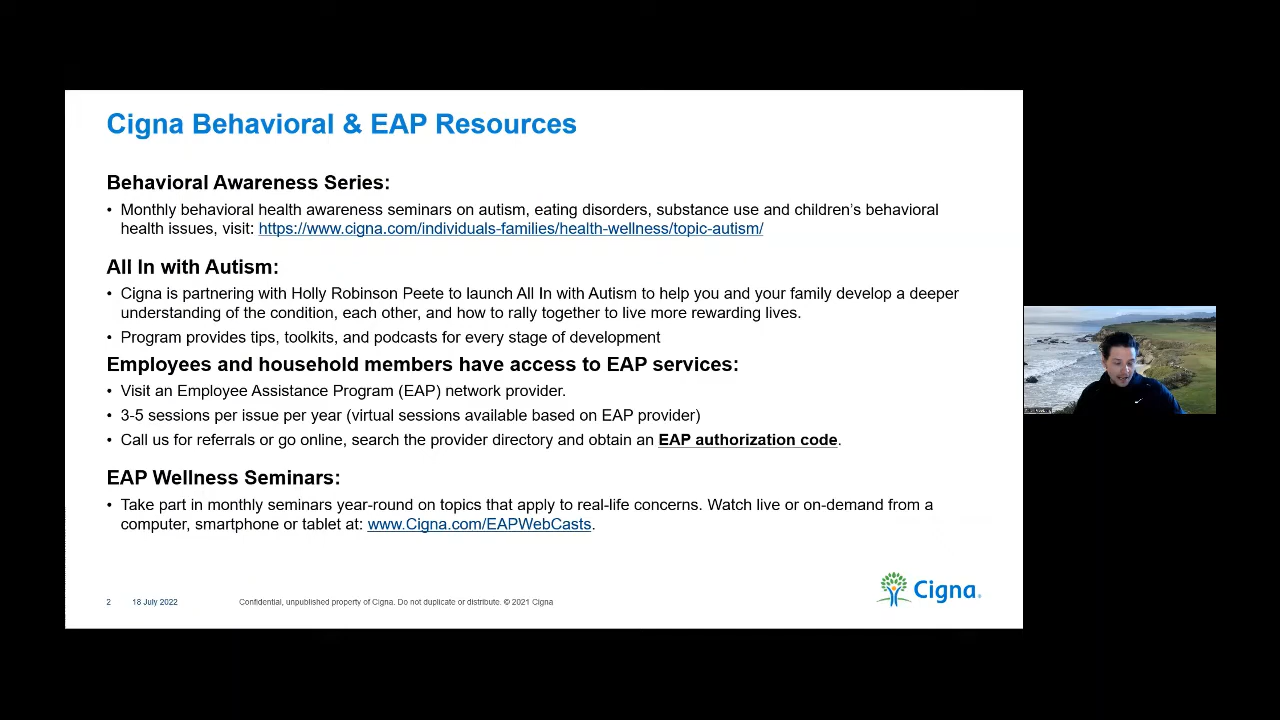 Cigna Behavioral & EAP Resources
Behavioral Awareness Series:
• Monthly behavioral health awareness seminars on autism, eating disorders, substance use and children’s behavioral
health issues, visit: https://www.cigna.com/individuals-families/health-wellness/topic-autism/
All In with Autism:
• Cigna is partnering with Holly Robinson Peete to launch All In with Autism to help you and your family develop a deeper
understanding of the condition, each other, and how to rally together to live more rewarding lives.
• Program provides tips, toolkits, and podcasts for every stage of development
Employees and household members have access to EAP services:
• Visit an Employee Assistance Program (EAP) network provider.
• 3-5 sessions per issue per year (virtual sessions available based on EAP provider)
• Call us for referrals or go online, search the provider directory and obtain an EAP authorization code.
EAP Wellness Seminars:
• Take part in monthly seminars year-round on topics that apply to real-life concerns. Watch live or on-demand from a
computer, smartphone or tablet at: www.Cigna.com/EAPWebCasts.
2 18 July 2022 Confidential, unpublished property of Cigna. Do not duplicate or distribute. © 2021 Cigna
Cigna®